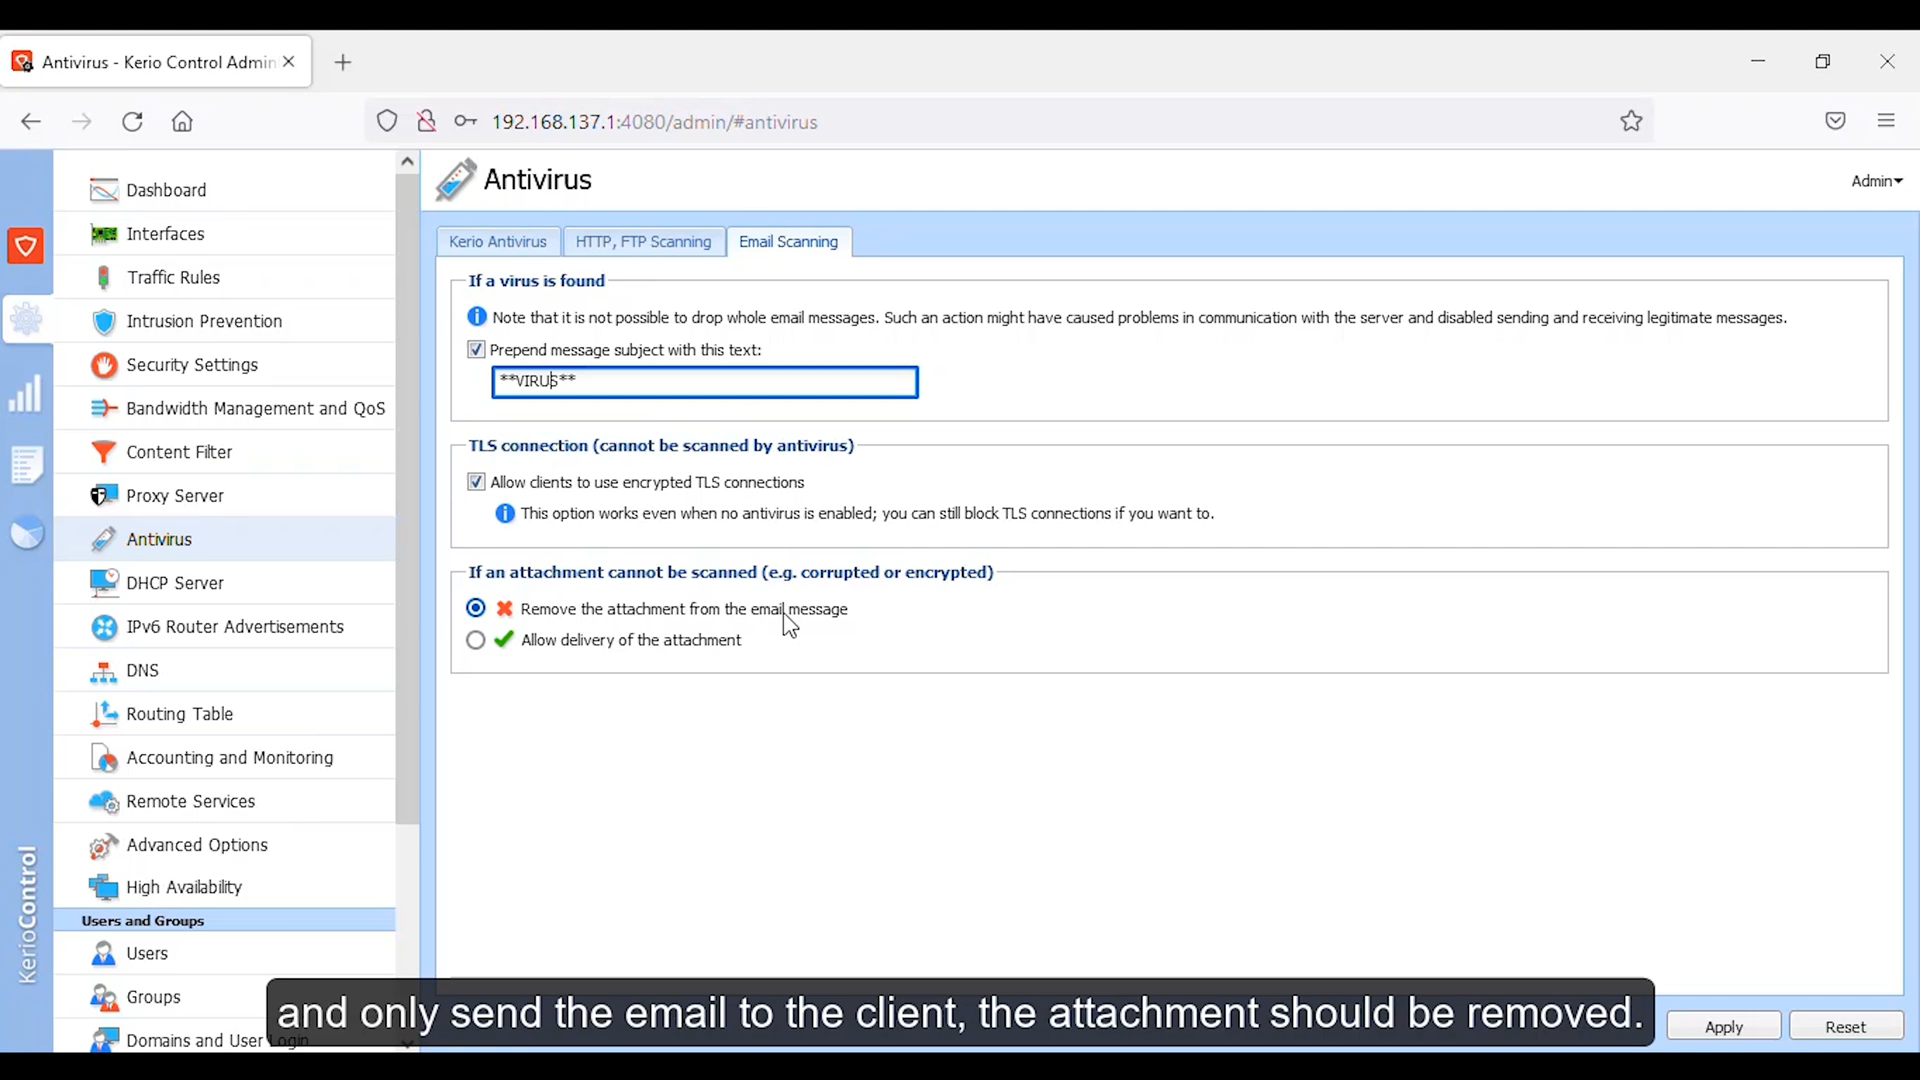 Antivirus - Kerio Control Admin
192.168.137.1:4080/admin/#antivirus
Antivirus
Admin
Dashboard
Interfaces
Traffic Rules
Intrusion Prevention
Security Settings
Bandwidth Management and QoS
Content Filter
Proxy Server
Antivirus
DHCP Server
IPv6 Router Advertisements
DNS
Routing Table
Accounting and Monitoring
Remote Services
Advanced Options
High Availability
Users and Groups
Users
Groups
Domains and User Login
KerioControl
Kerio Antivirus
HTTP, FTP Scanning
Email Scanning
If a virus is found
Note that it is not possible to drop whole email messages. Such an action might have caused problems in communication with the server and disabled sending and receiving legitimate messages.
Prepend message subject with this text:
**VIRUS**
TLS connection (cannot be scanned by antivirus)
Allow clients to use encrypted TLS connections
This option works even when no antivirus is enabled; you can still block TLS connections if you want to.
If an attachment cannot be scanned (e.g. corrupted or encrypted)
Remove the attachment from the email message
Allow delivery of the attachment
and only send the email to the client, the attachment should be removed.
Apply
Reset